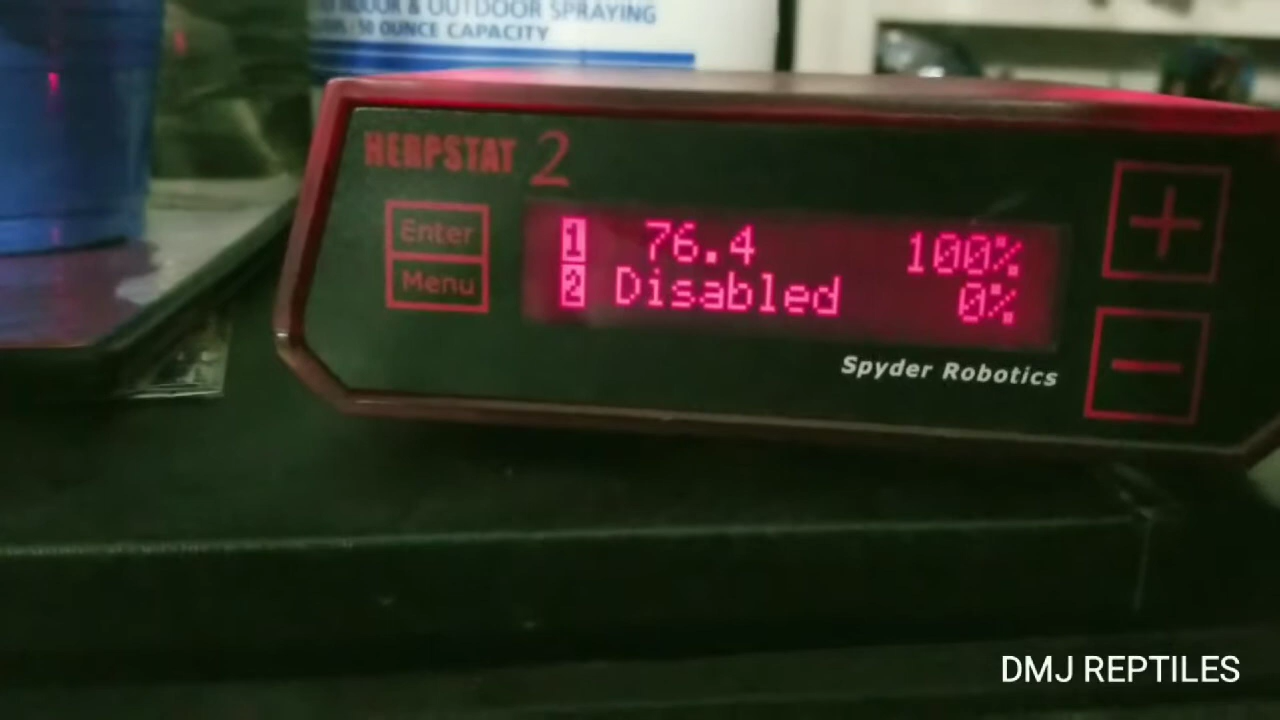 & OUTDOOR SPRAYING
50 OUNCE CAPACITY
HERPSTAT 2
Enter
Menu
1 76.4 100%
2 Disabled 0%
Spyder Robotics
DMJ REPTILES